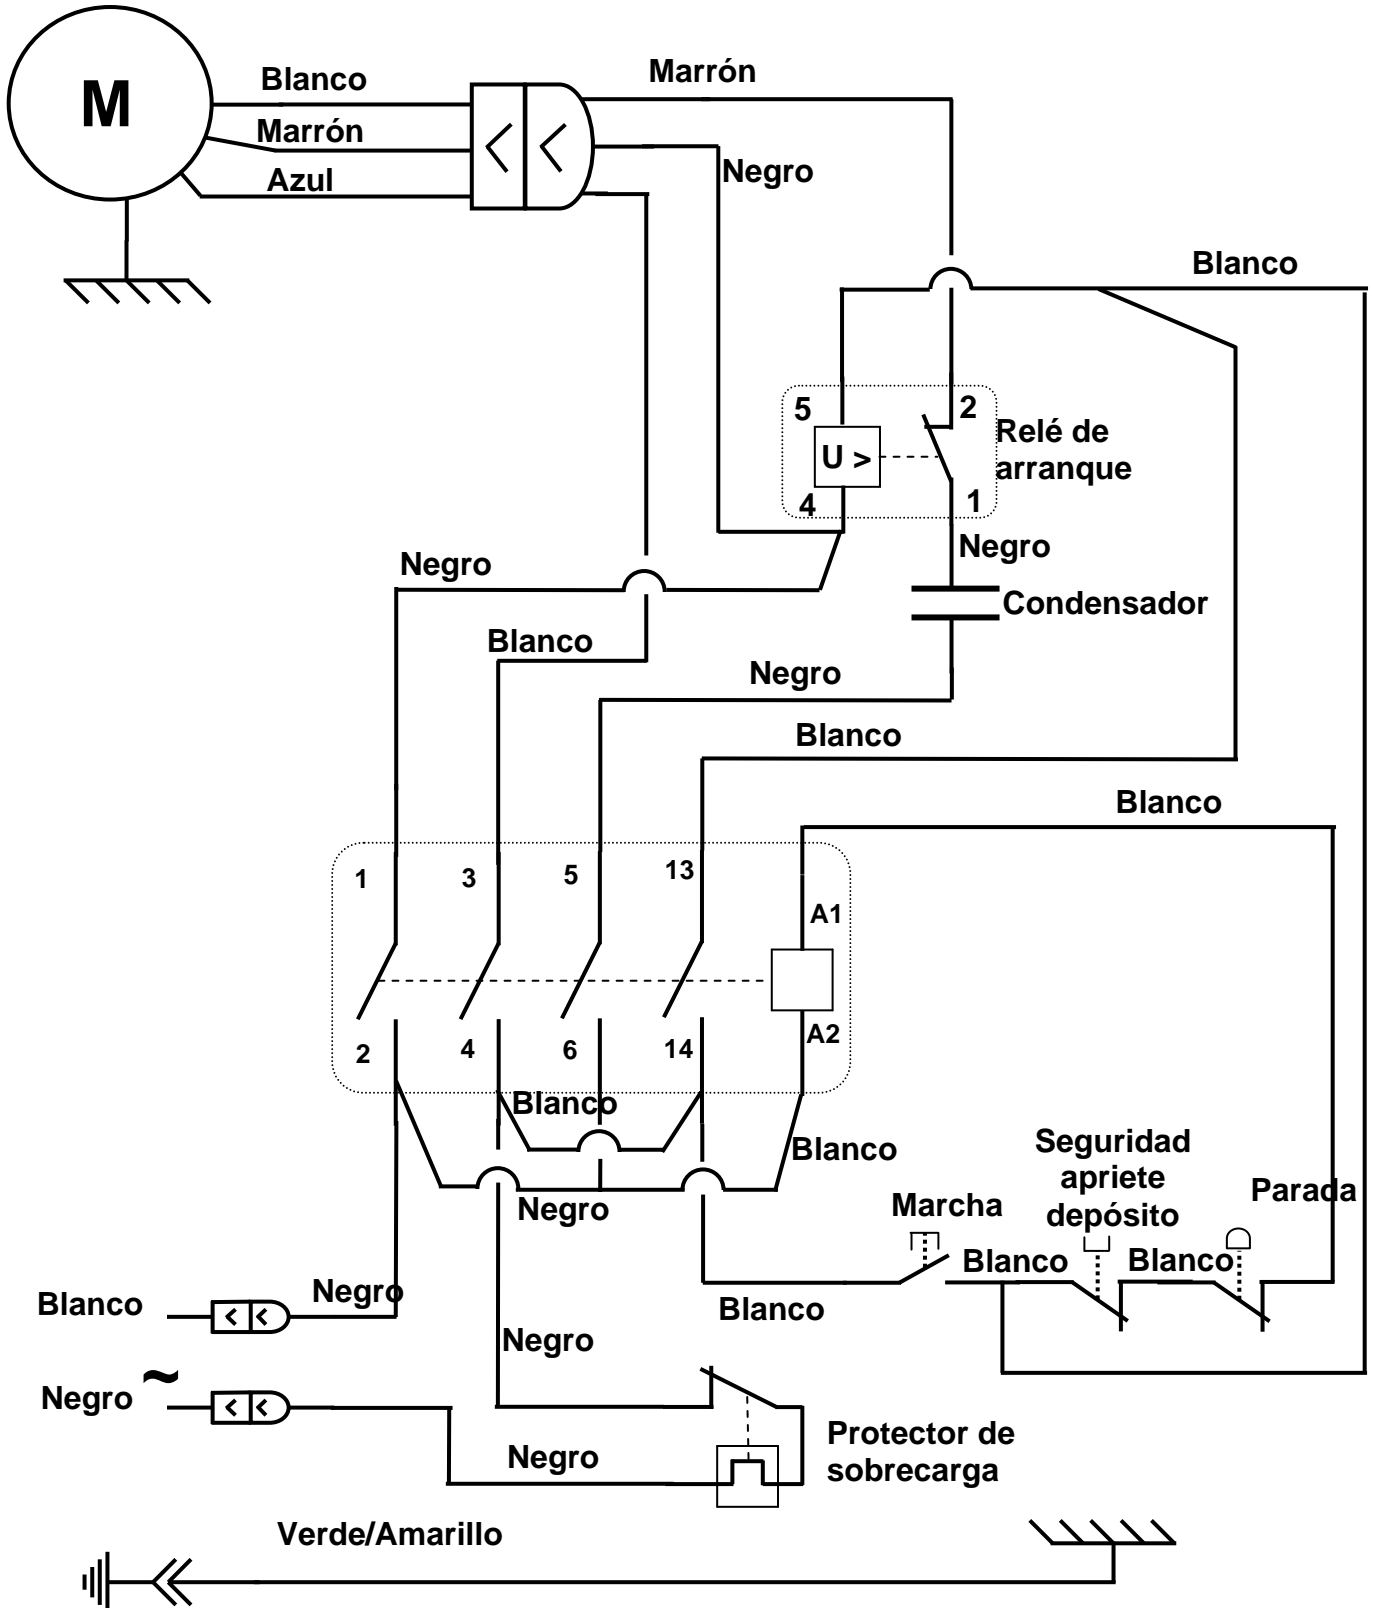 M
Blanco
Marrón
Azul
Marrón
Negro
Blanco
5
2
U >
Relé de
arranque
4
1
Negro
Negro
Condensador
Blanco
Negro
Blanco
Blanco
1
3
5
13
A1
2
4
6
14
A2
Blanco
Blanco
Negro
Seguridad
apriete
depósito
Parada
Marcha
Blanco
Blanco
Blanco
Negro
Blanco
Negro
~
Negro
Negro
Protector de
sobrecarga
Verde/Amarillo